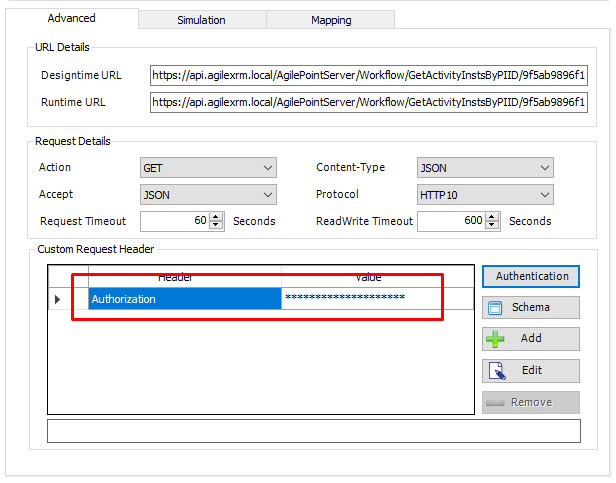 Advanced Simulation Mapping
URL Details
Designtime URL https://api.agilexrm.local/AgilePointServer/Workflow/GetActivityInstsByPIID/9f5ab9896f1
Runtime URL https://api.agilexrm.local/AgilePointServer/Workflow/GetActivityInstsByPIID/9f5ab9896f1
Request Details
Action GET Content-Type JSON
Accept JSON Protocol HTTP10
Request Timeout 60 Seconds ReadWrite Timeout 600 Seconds
Custom Request Header
Header Value Authentication
Authorization ********************
Schema
Add
Edit
Remove